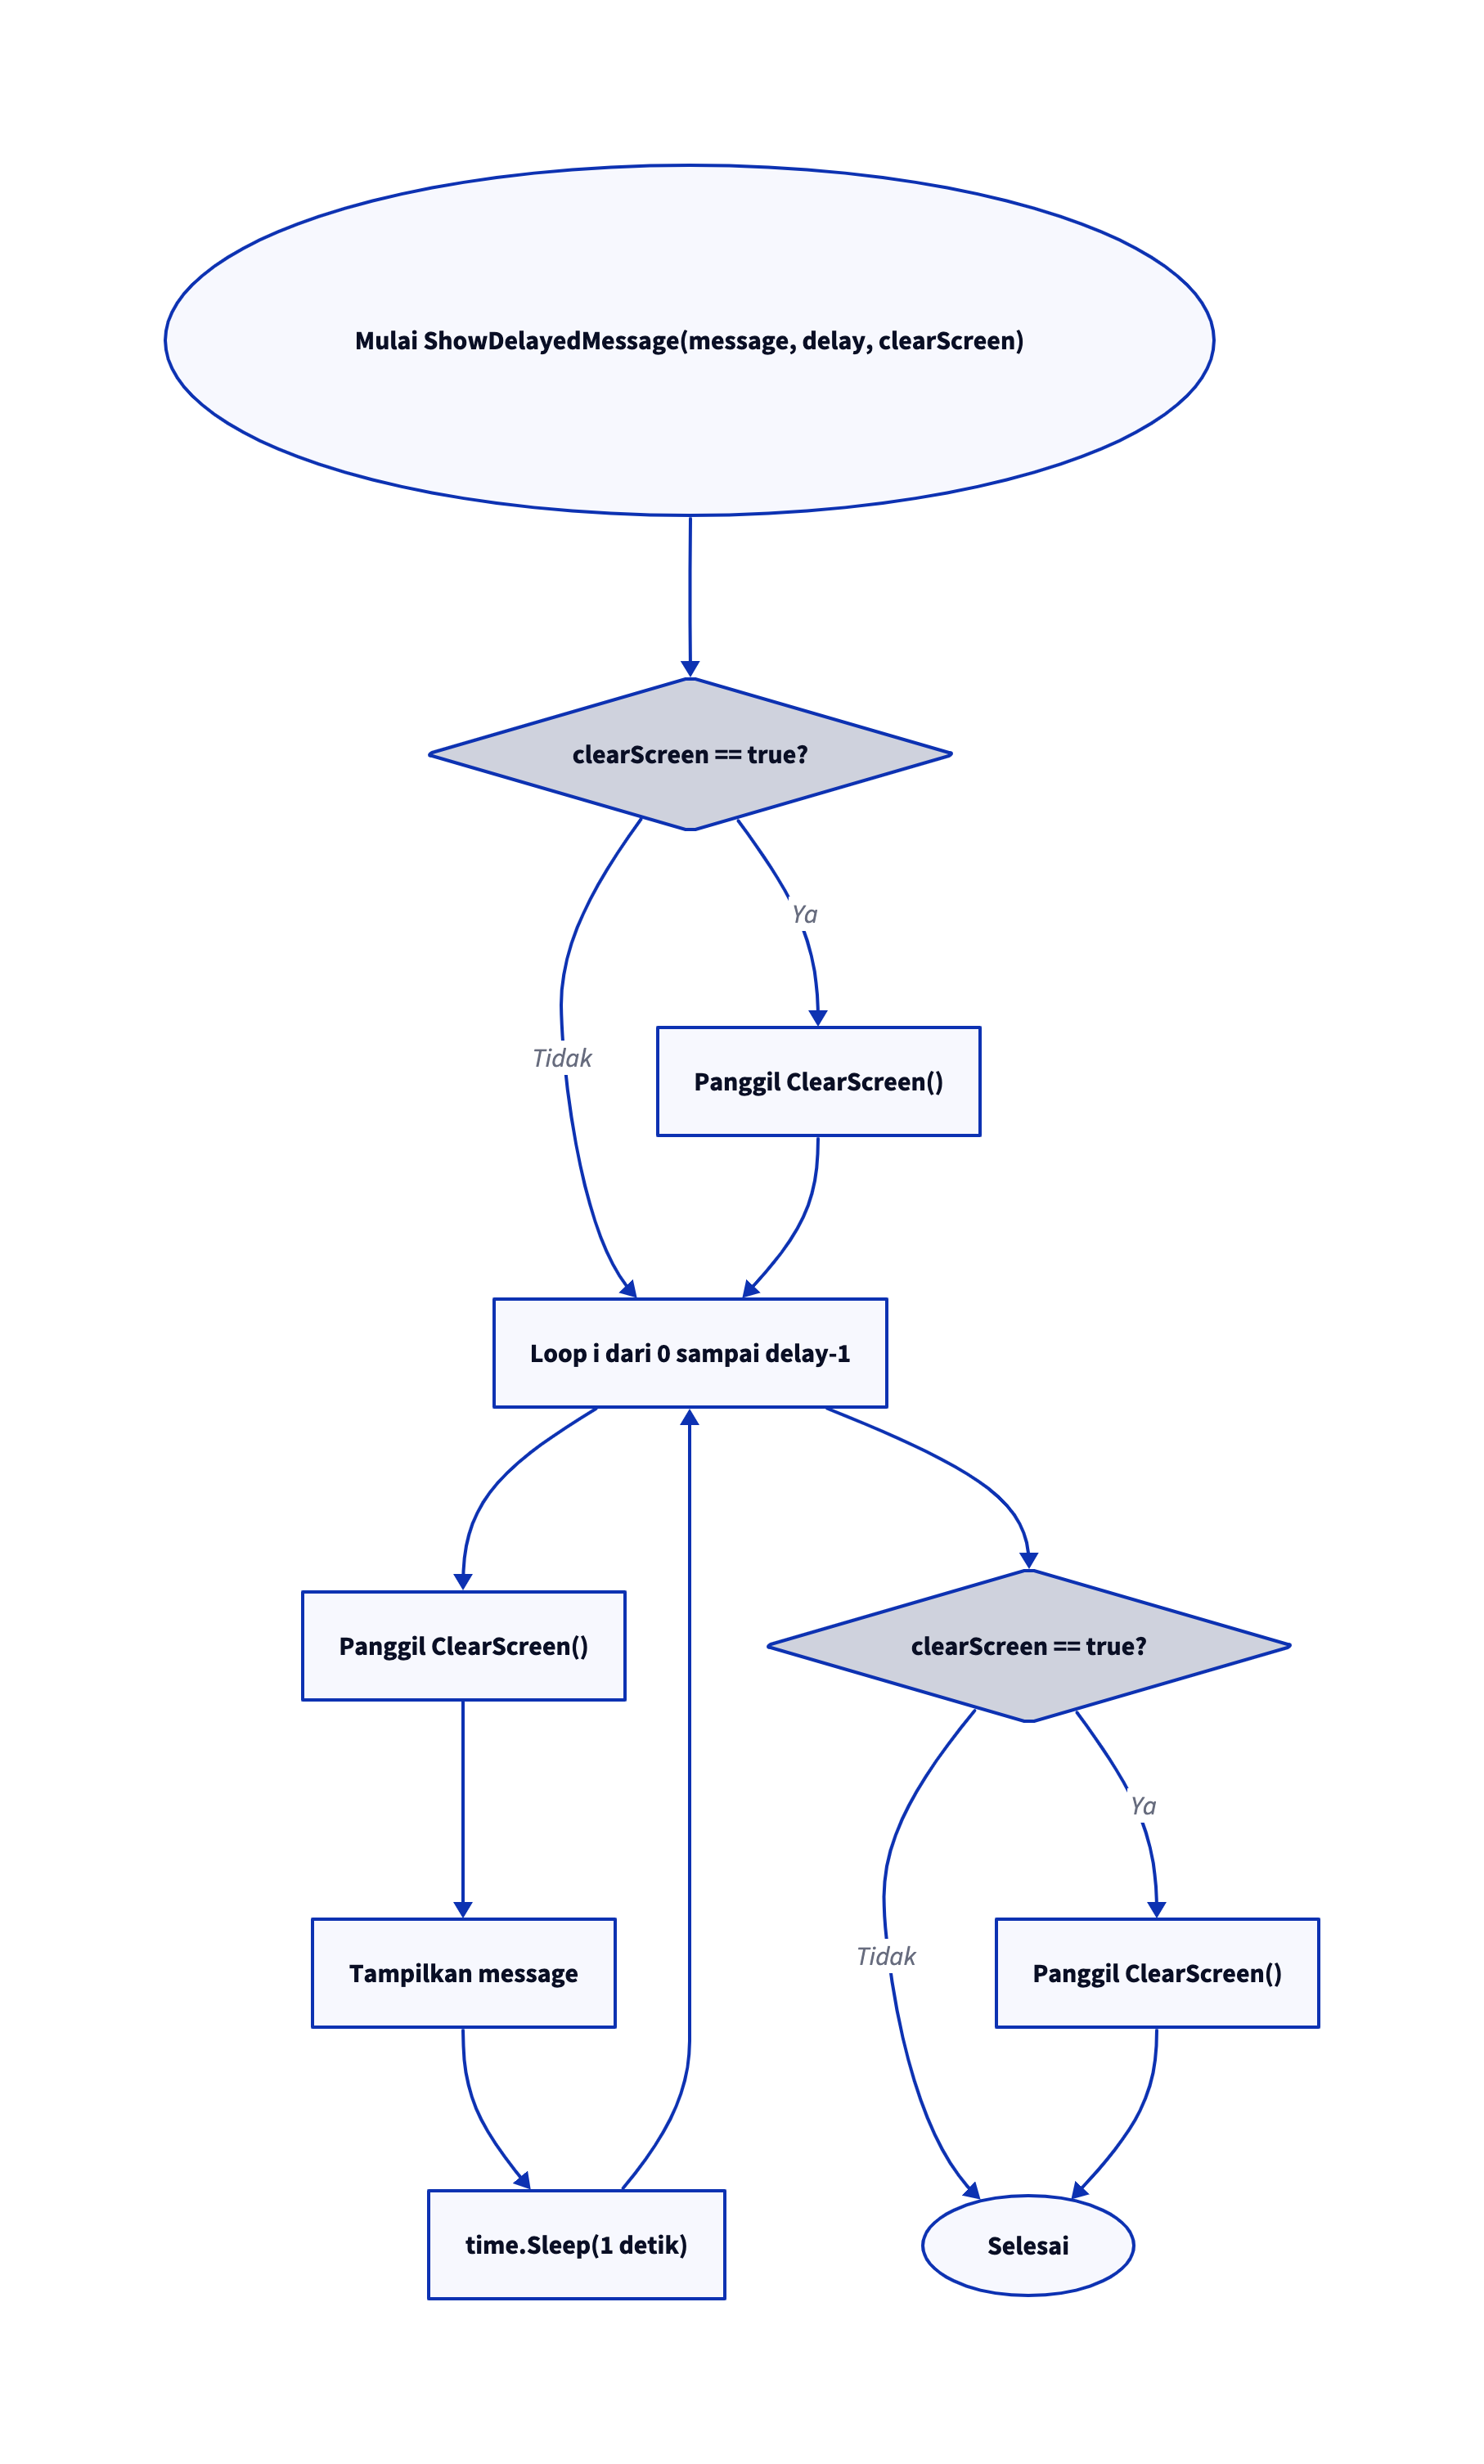 Mulai ShowDelayedMessage(message, delay, clearScreen)
clearScreen == true?
Ya
Tidak
Panggil ClearScreen()
Loop i dari 0 sampai delay-1
Panggil ClearScreen()
clearScreen == true?
Ya
Tidak
Tampilkan message
Panggil ClearScreen()
time.Sleep(1 detik)
Selesai